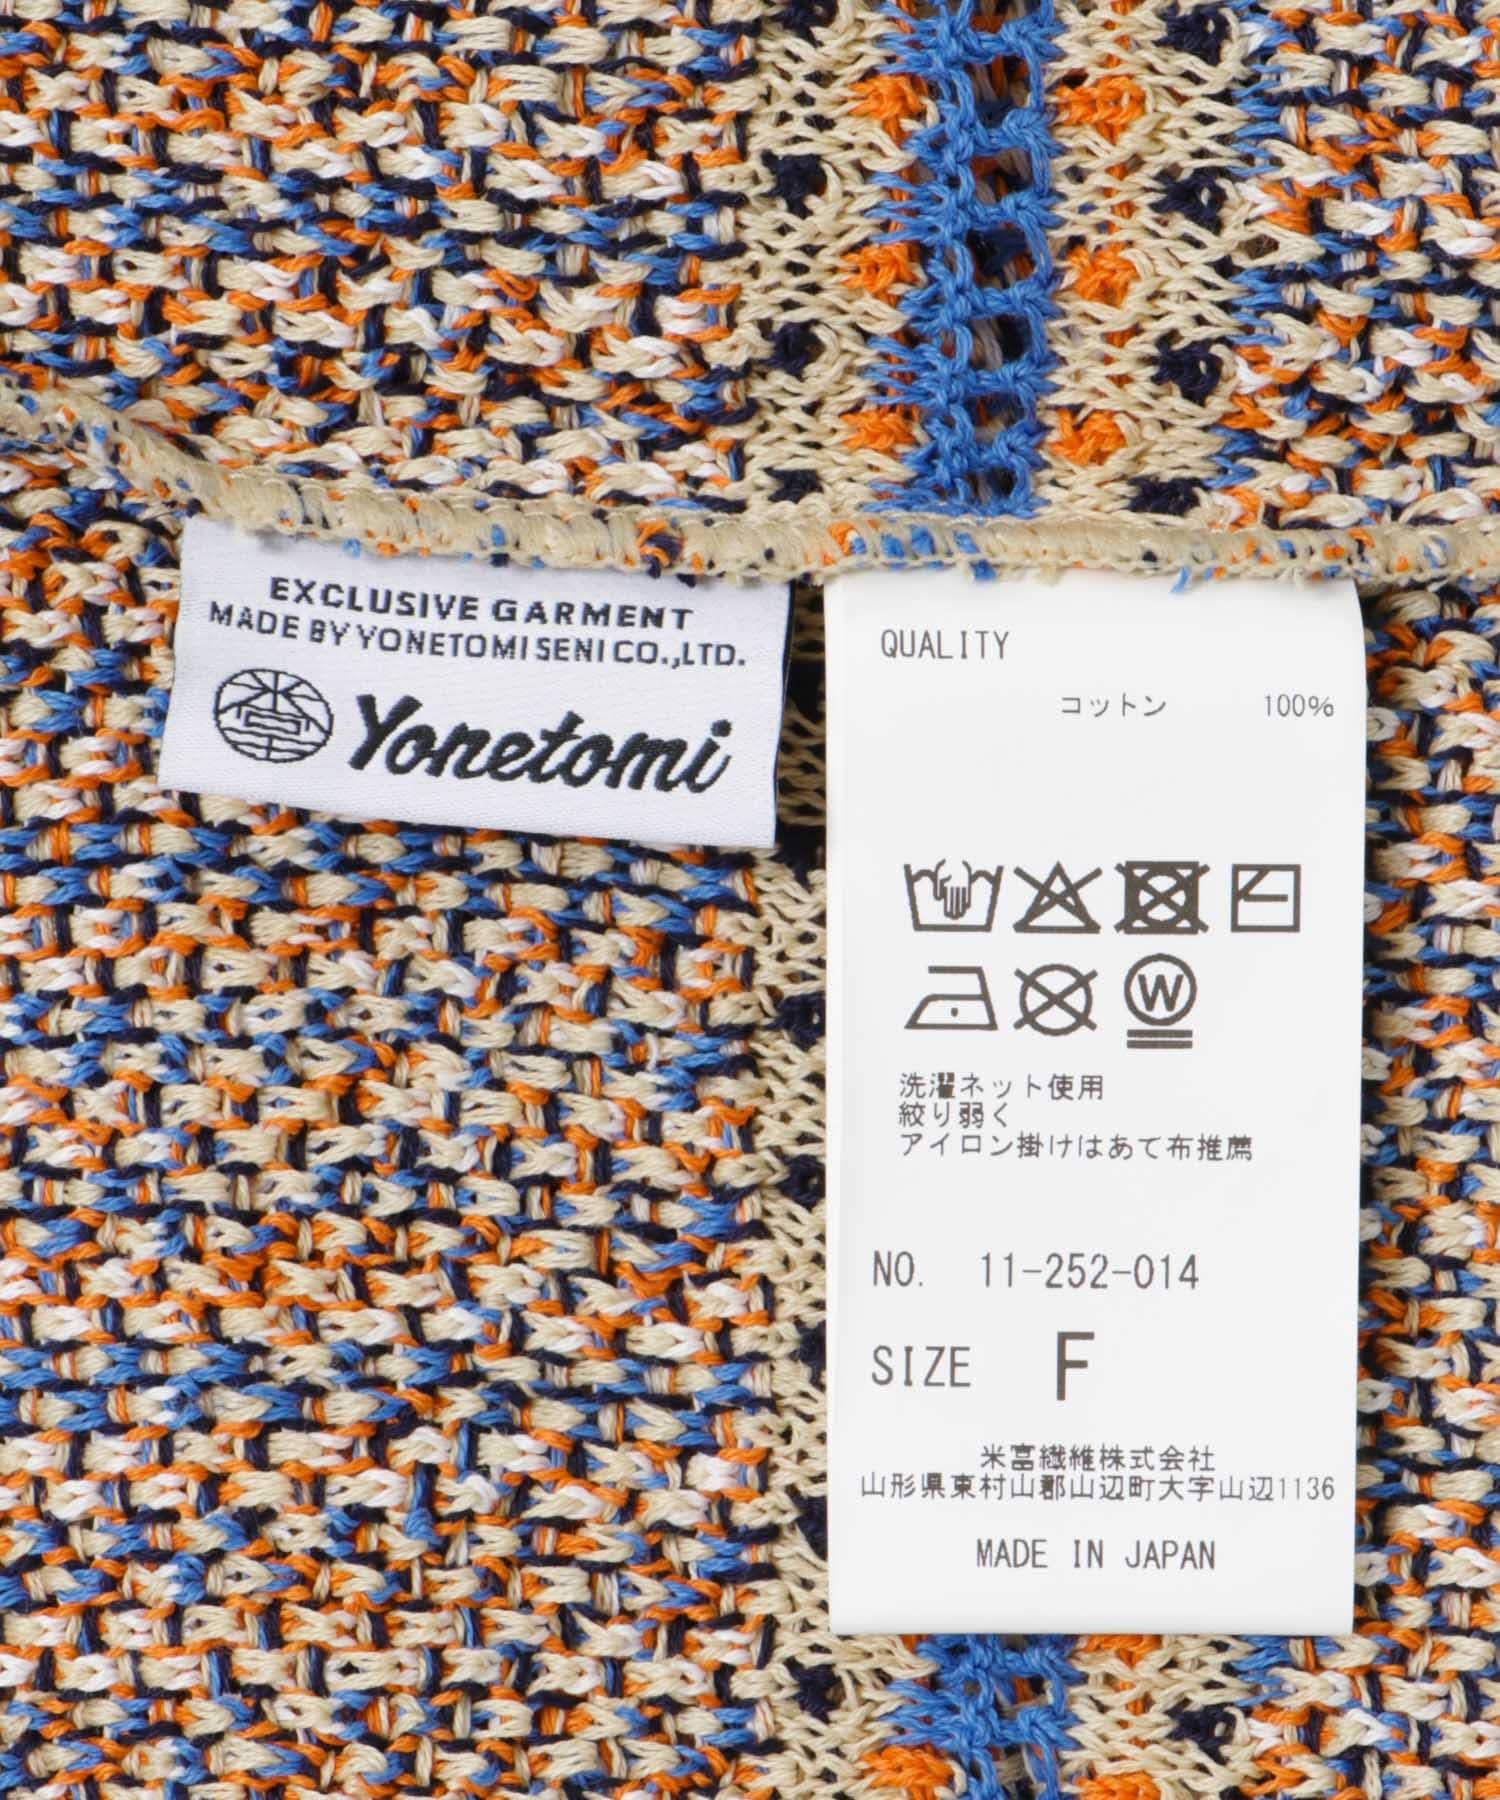 EXCLUSIVE GARMENT
MADE BY YONETOMI SENI CO.,LTD.
Yonetomi
QUALITY
コットン 100%
W
洗濯ネット使用
絞り弱く
アイロン掛けはあて布推薦
NO. 11-252-014
SIZE F
米富繊維株式会社
山形県東村山郡山辺町大字山辺1136
MADE IN JAPAN